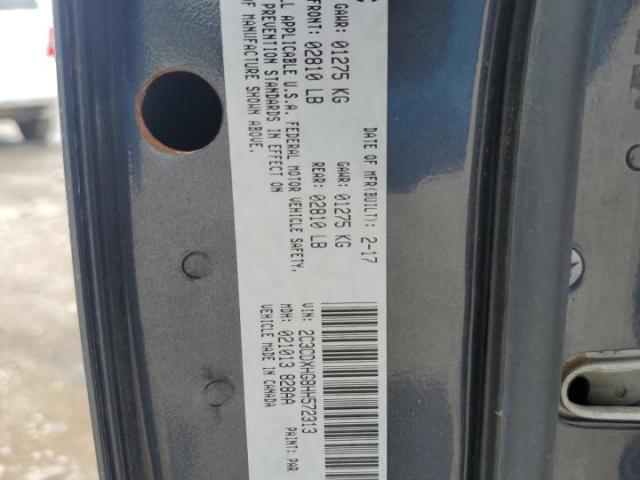 DATE OF MFR(BUILT): 2-17
GAWR: 01275 KG GAWR: 01275 KG
FRONT: 02810 LB REAR: 02810 LB
ALL APPLICABLE U.S.A. FEDERAL MOTOR VEHICLE SAFETY,
PREVENTION STANDARDS IN EFFECT ON
OF MANUFACTURE SHOWN ABOVE.
VIN: 2C3CDXHG8HH572313
MDH: 021013 828AA PAINT: PAR
VEHICLE MADE IN CANADA